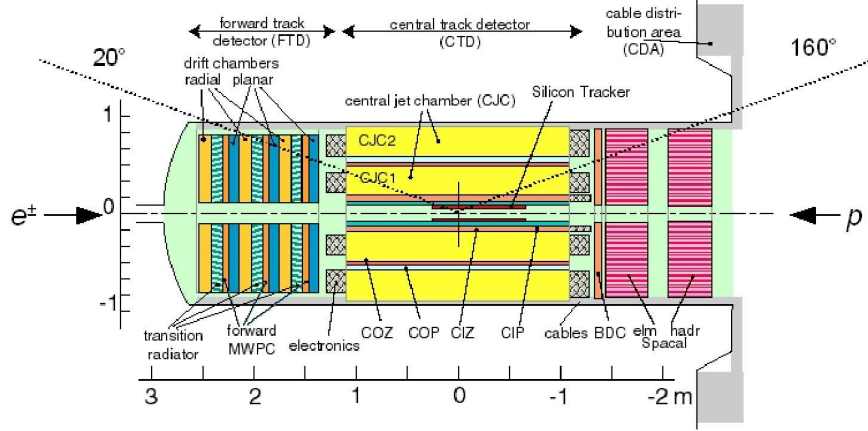 forward track
detector (FTD)
central track detector
(CTD)
cable distri-
bution area
(CDA)
20°
160°
drift chambers
radial planar
central jet chamber (CJC)
Silicon Tracker
1
CJC2
CJC1
0
e± p
-1
transition
radiator
forward
MWPC
electronics
COZ COP CIZ CIP
cables BDC
elm hadr
Spacal
3 2 1 0 -1 -2 m